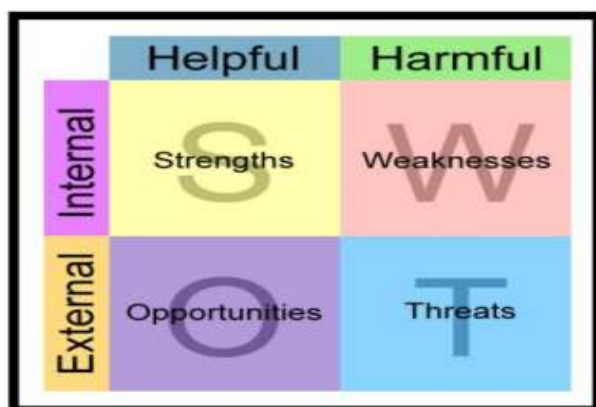 Helpful Harmful
Internal
S
Strengths
W
Weaknesses
External
O
Opportunities
T
Threats